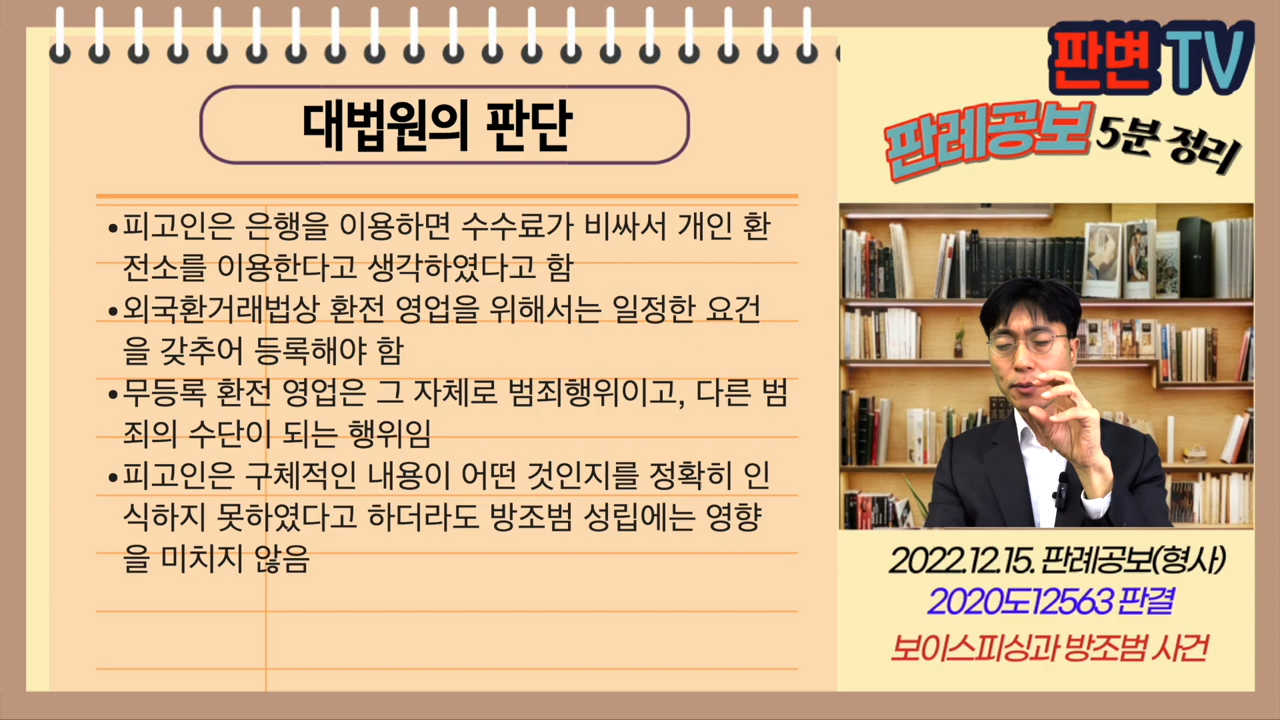 판변 TV
판례공보 5분 정리
대법원의 판단
•피고인은 은행을 이용하면 수수료가 비싸서 개인 환
전소를 이용한다고 생각하였다고 함
•외국환거래법상 환전 영업을 위해서는 일정한 요건
을 갖추어 등록해야 함
•무등록 환전 영업은 그 자체로 범죄행위이고, 다른 범
죄의 수단이 되는 행위임
•피고인은 구체적인 내용이 어떤 것인지를 정확히 인
식하지 못하였다고 하더라도 방조범 성립에는 영향
을 미치지 않음
2022.12.15. 판례공보(형사)
2020도12563 판결
보이스피싱과 방조범 사건